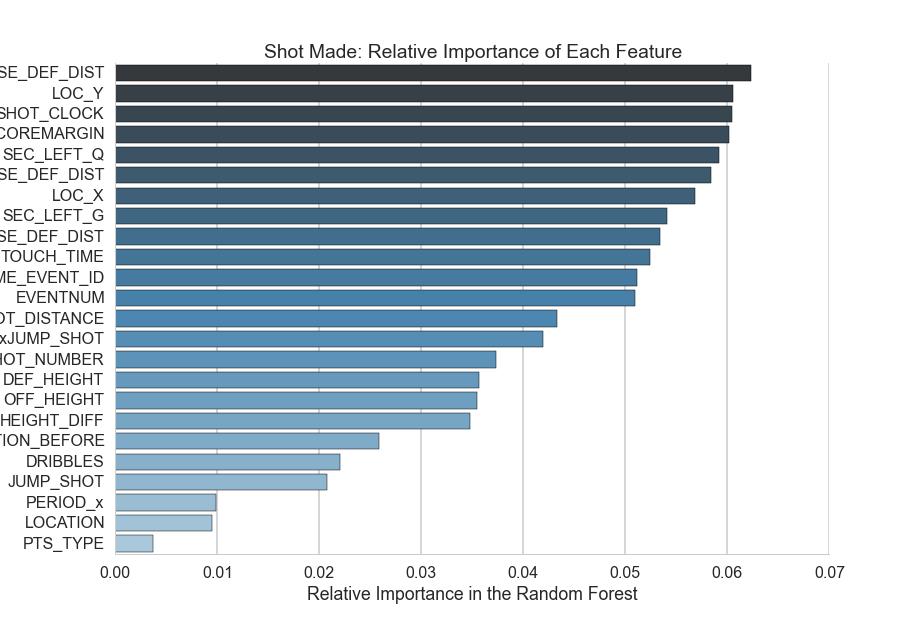 Shot Made: Relative Importance of Each Feature
SE_DEF_DIST
LOC_Y
SHOT_CLOCK
COREMARGIN
SEC_LEFT_Q
SE_DEF_DIST
LOC_X
SEC_LEFT_G
SE_DEF_DIST
TOUCH_TIME
ME_EVENT_ID
EVENTNUM
OT_DISTANCE
xJUMP_SHOT
HOT_NUMBER
DEF_HEIGHT
OFF_HEIGHT
HEIGHT_DIFF
TION_BEFORE
DRIBBLES
JUMP_SHOT
PERIOD_x
LOCATION
PTS_TYPE
0.00 0.01 0.02 0.03 0.04 0.05 0.06 0.07
Relative Importance in the Random Forest